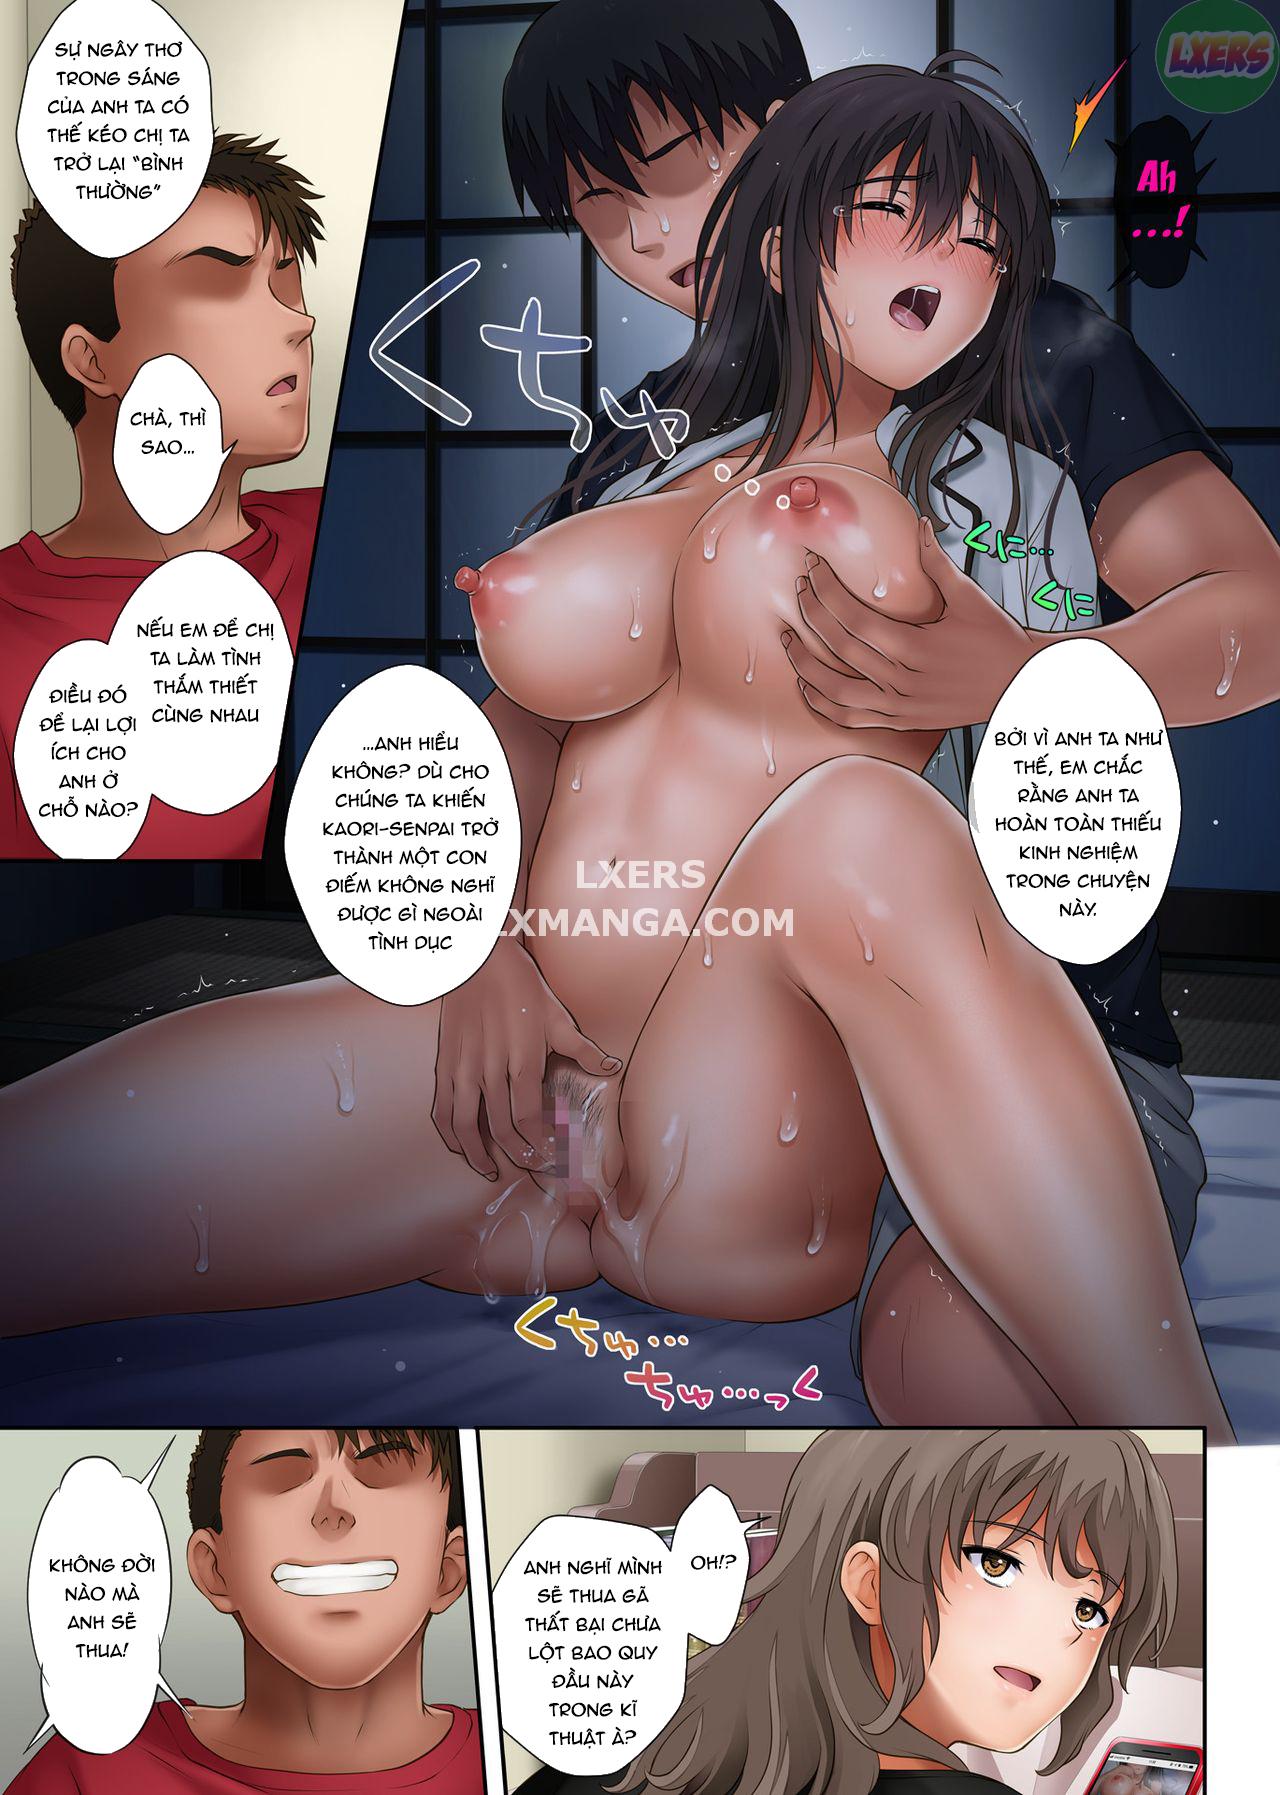 LXERS
Ah
...!
くちゅ
くに…
くに
BỞI VÌ ANH TA NHƯ
THẾ, EM CHẮC
RẰNG ANH TA
HOÀN TOÀN THIẾU
KINH NGHIỆM
TRONG CHUYỆN
NÀY.
...ANH HIỂU
KHÔNG? DÙ CHO
CHÚNG TA KHIẾN
KAORI-SENPAI TRỞ
THÀNH MỘT CON
ĐIẾM KHÔNG NGHĨ
ĐƯỢC GÌ NGOÀI
TÌNH DỤC
SỰ NGÂY THƠ
TRONG SÁNG
CỦA ANH TA CÓ
THỂ KÉO CHỊ TA
TRỞ LẠI "BÌNH
THƯỜNG"
CHÀ, THÌ
SAO...
NẾU EM ĐỂ CHỊ
TA LÀM TÌNH
THẮM THIẾT
CÙNG NHAU
ĐIỀU ĐÓ
ĐỂ LẠI LỢI
ÍCH CHO
ANH Ở
CHỖ NÀO?
LXERS
LXMANGA.COM
くちゅ…
ちゅ…っく
OH!?
ANH NGHĨ MÌNH
SẼ THUA GÃ
THẤT BẠI CHƯA
LỘT BAO QUY
ĐẦU NÀY
TRONG KĨ
THUẬT À?
KHÔNG ĐỜI
NÀO MÀ
ANH SẼ
THUA!